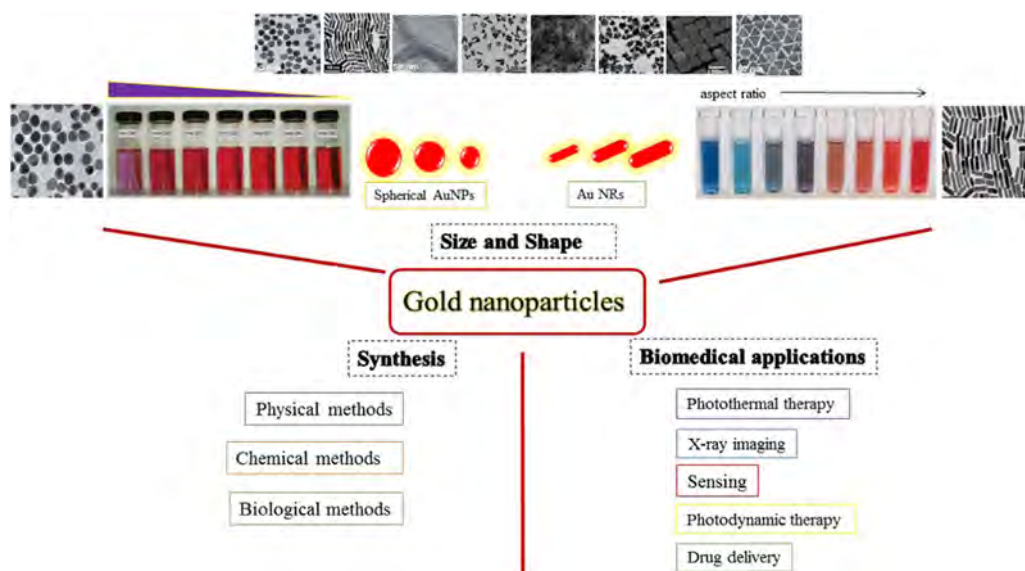 aspect ratio
Spherical AuNPs
Au NRs
Size and Shape
Gold nanoparticles
Synthesis
Biomedical applications
Physical methods
Chemical methods
Biological methods
Photothermal therapy
X-ray imaging
Sensing
Photodynamic therapy
Drug delivery